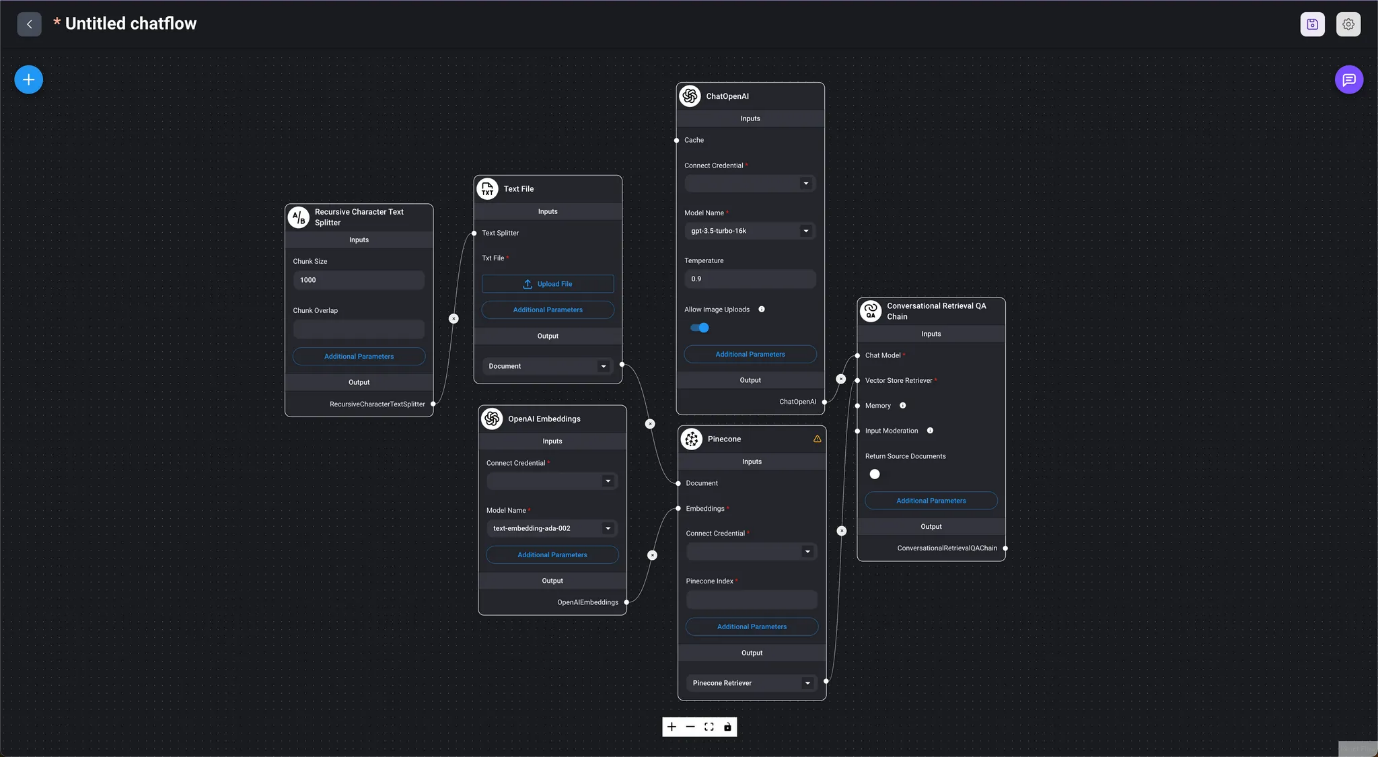 * Untitled chatflow
A/B
Recursive Character Text
Splitter
Inputs
Chunk Size
1000
Chunk Overlap
Additional Parameters
Output
RecursiveCharacterTextSplitter
TXT
Text File
Inputs
Text Splitter
Txt File *
Upload File
Additional Parameters
Output
Document
OpenAI Embeddings
Inputs
Connect Credential *
Model Name *
text-embedding-ada-002
Additional Parameters
Output
OpenAIEmbeddings
ChatOpenAI
Inputs
Cache
Connect Credential *
Model Name *
gpt-3.5-turbo-16k
Temperature
0.9
Allow Image Uploads
Additional Parameters
Output
ChatOpenAI
Pinecone
Inputs
Document
Embeddings *
Connect Credential *
Pinecone Index *
Additional Parameters
Output
Pinecone Retriever
QA
Conversational Retrieval QA
Chain
Inputs
Chat Model *
Vector Store Retriever *
Memory
Input Moderation
Return Source Documents
Additional Parameters
Output
ConversationalRetrievalQAChain